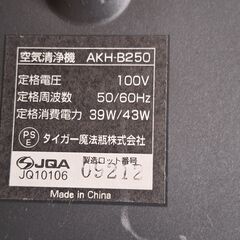 空気清浄機 AKH-B250
定格電圧 100V
定格周波数 50/60Hz
定格消費電力 39W/43W
PSE タイガー魔法瓶株式会社
JQA 製造ロット番号
JQ10106 09212
Made in China